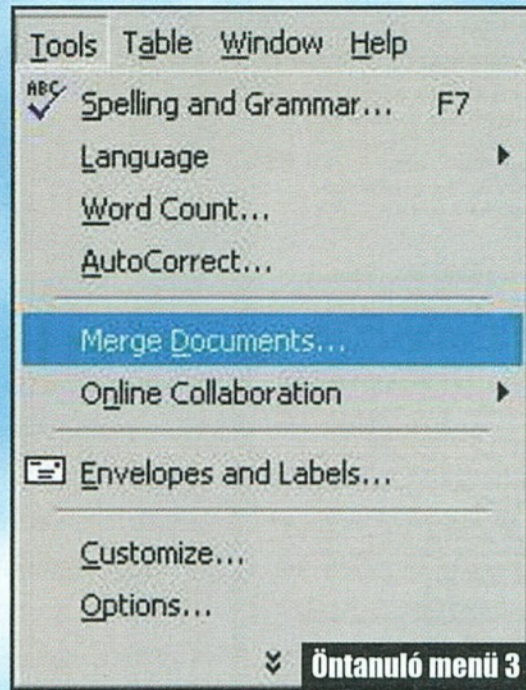 Tools Table Window Help
ABC Spelling and Grammar... F7
Language
Word Count...
AutoCorrect...
Merge Documents...
Online Collaboration
Envelopes and Labels...
Customize...
Options...
Öntanuló menü 3